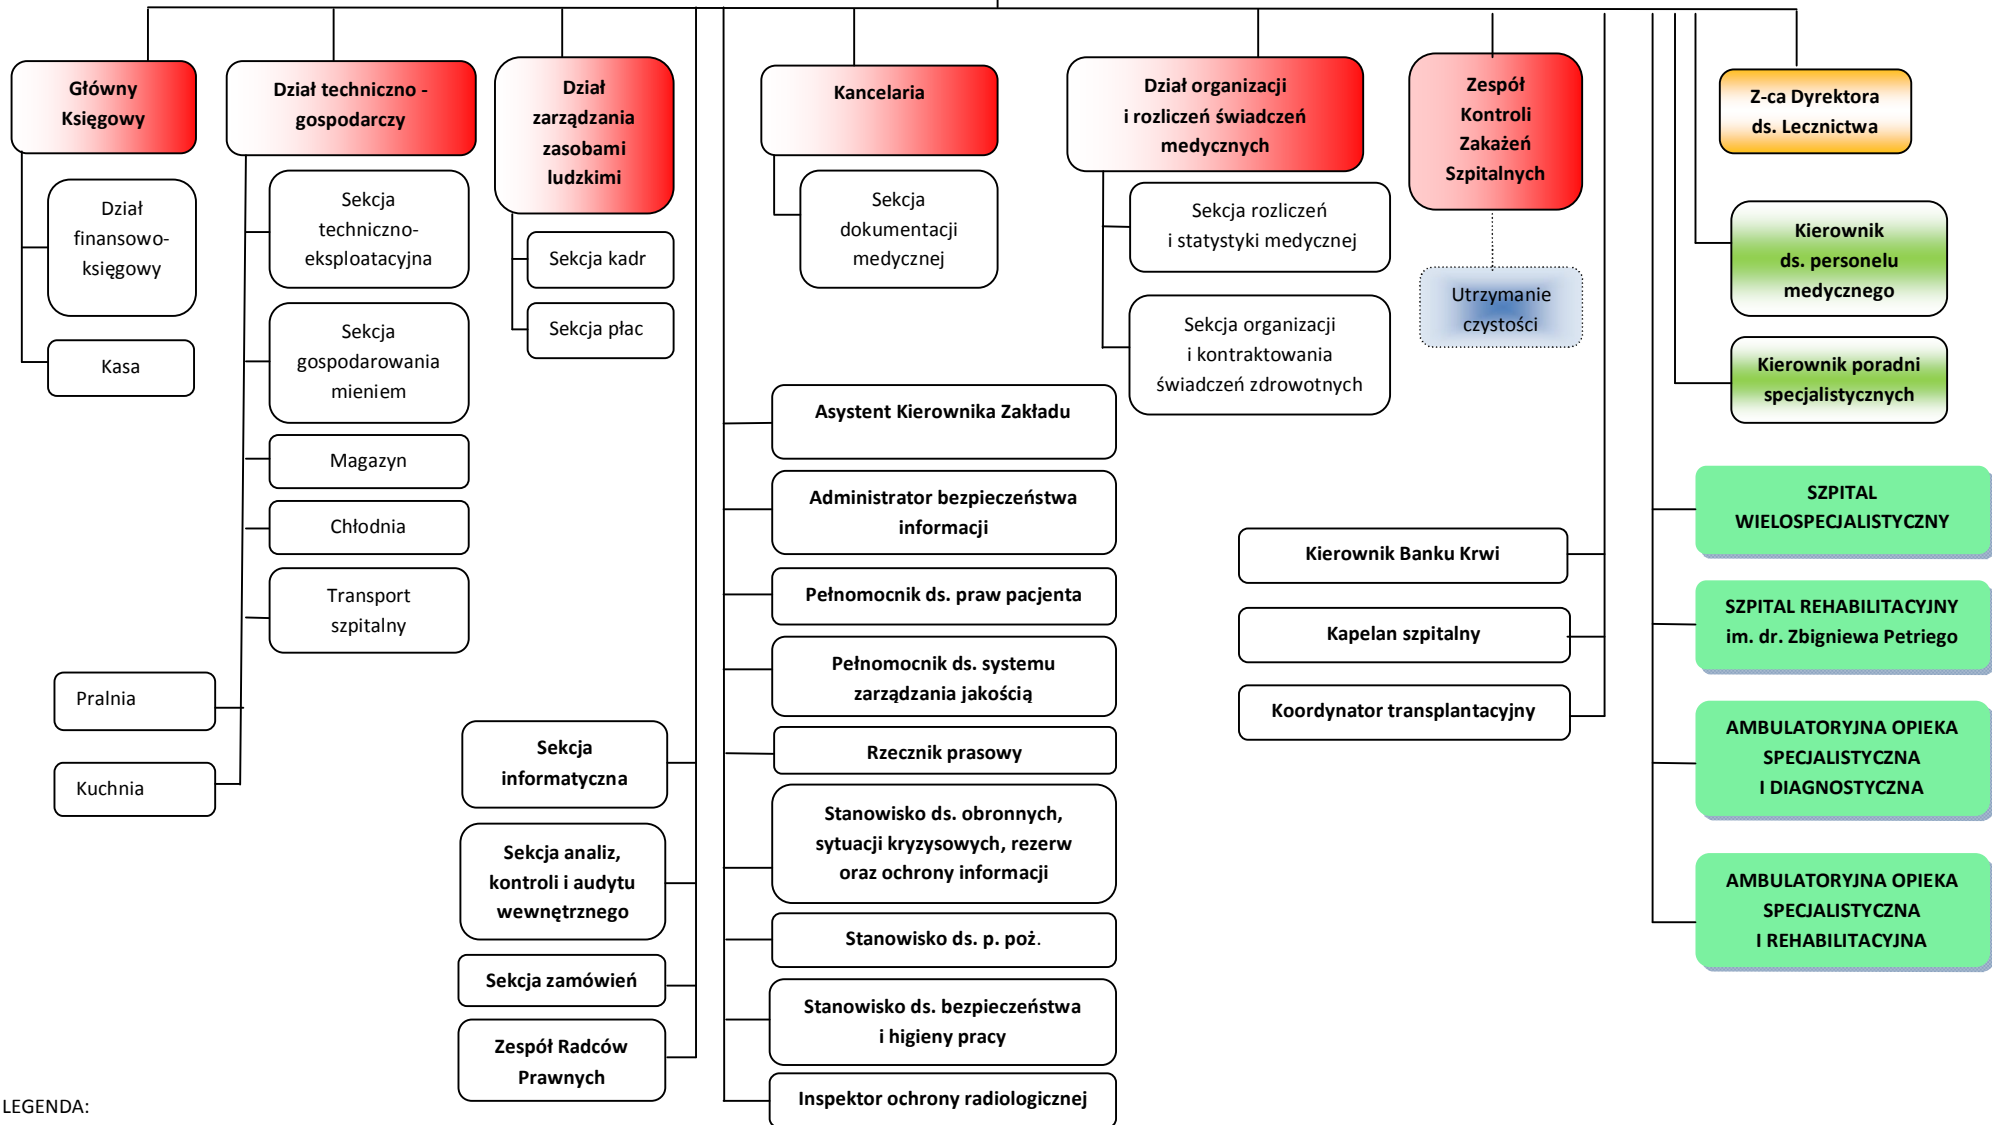 Główny
Księgowy
Dział
finansowo-
księgowy
Kasa
Dział techniczno -
gospodarczy
Sekcja
techniczno-
eksploatacyjna
Sekcja
gospodarowania
mieniem
Magazyn
Chłodnia
Transport
szpitalny
Pralnia
Kuchnia
Dział
zarządzania
zasobami
ludzkimi
Sekcja kadr
Sekcja płac
Sekcja
informatyczna
Sekcja analiz,
kontroli i audytu
wewnętrznego
Sekcja zamówień
Zespół Radców
Prawnych
Kancelaria
Sekcja
dokumentacji
medycznej
Asystent Kierownika Zakładu
Administrator bezpieczeństwa
informacji
Pełnomocnik ds. praw pacjenta
Pełnomocnik ds. systemu
zarządzania jakością
Rzecznik prasowy
Stanowisko ds. obronnych,
sytuacji kryzysowych, rezerw
oraz ochrony informacji
Stanowisko ds. p. poż.
Stanowisko ds. bezpieczeństwa
i higieny pracy
Inspektor ochrony radiologicznej
Dział organizacji
i rozliczeń świadczeń
medycznych
Sekcja rozliczeń
i statystyki medycznej
Sekcja organizacji
i kontraktowania
świadczeń zdrowotnych
Zespół
Kontroli
Zakażeń
Szpitalnych
Utrzymanie
czystości
Kierownik Banku Krwi
Kapelan szpitalny
Koordynator transplantacyjny
Z-ca Dyrektora
ds. Lecznictwa
Kierownik
ds. personelu
medycznego
Kierownik poradni
specjalistycznych
SZPITAL
WIELOSPECJALISTYCZNY
SZPITAL REHABILITACYJNY
im. dr. Zbigniewa Petriego
AMBULATORYJNA OPIEKA
SPECJALISTYCZNA
I DIAGNOSTYCZNA
AMBULATORYJNA OPIEKA
SPECJALISTYCZNA
I REHABILITACYJNA
LEGENDA: